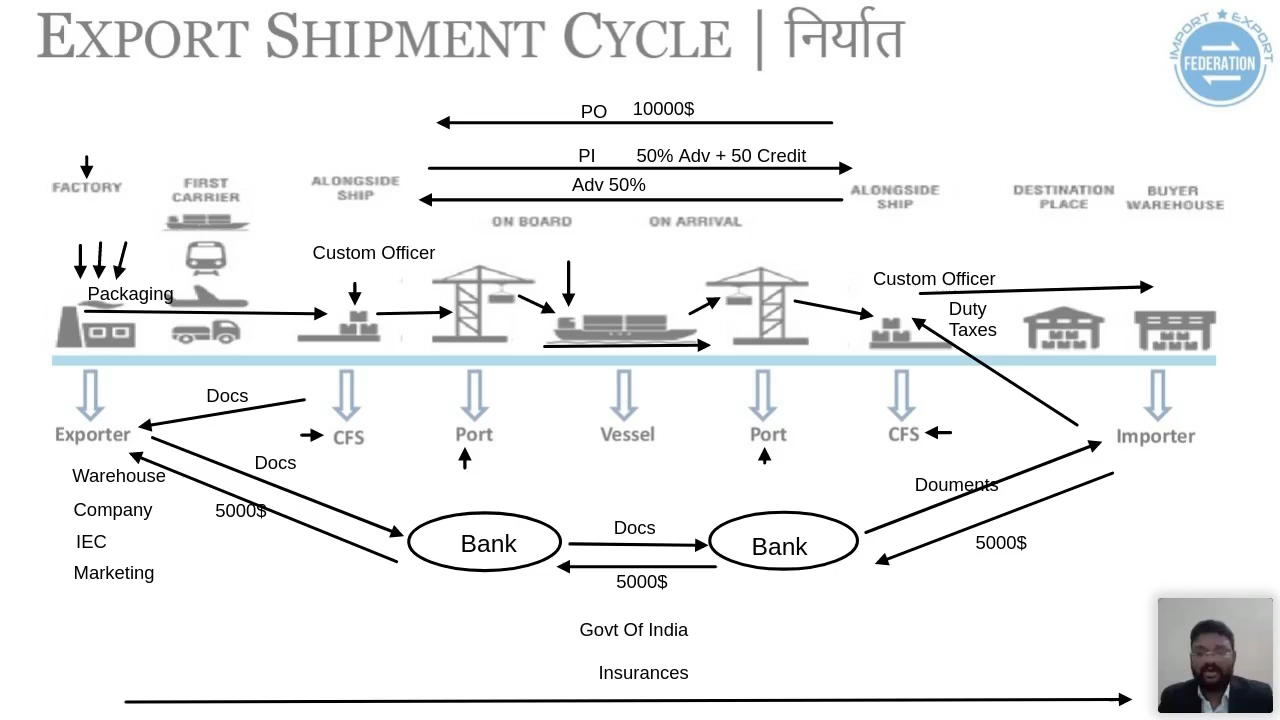 EXPORT SHIPMENT CYCLE | निर्यात
IMPORT ★ EXPORT
FEDERATION
PO 10000$
PI 50% Adv + 50 Credit
Adv 50%
FACTORY
FIRST
CARRIER
ALONGSIDE
SHIP
ON BOARD
ON ARRIVAL
ALONGSIDE
SHIP
DESTINATION
PLACE
BUYER
WAREHOUSE
Custom Officer
Custom Officer
Packaging
Duty
Taxes
Docs
Exporter
CFS
Port
Vessel
Port
CFS
Importer
Docs
Warehouse
Company
IEC
Marketing
5000$
Bank
Docs
5000$
Bank
Douments
5000$
Govt Of India
Insurances